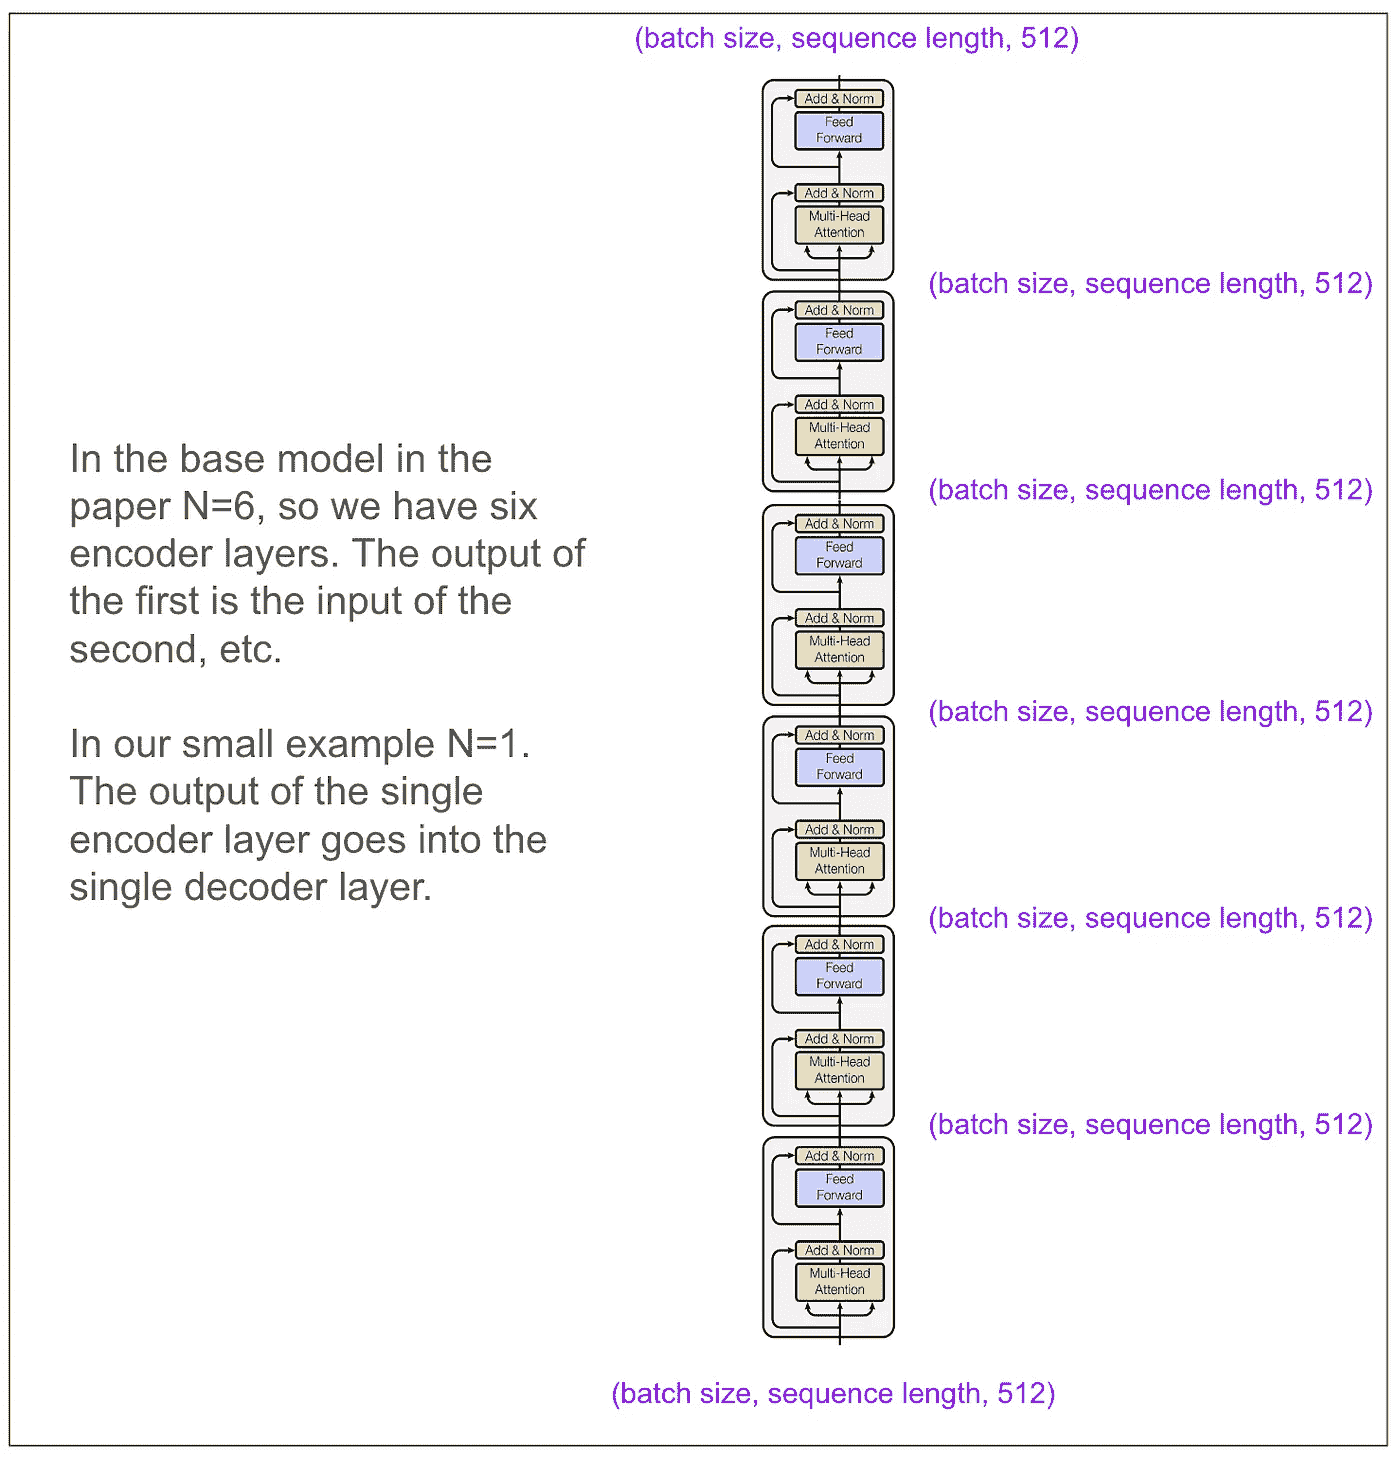 (batch size, sequence length, 512)
Add & Norm
Feed
Forward
Add & Norm
Multi-Head
Attention
(batch size, sequence length, 512)
Add & Norm
Feed
Forward
Add & Norm
Multi-Head
Attention
(batch size, sequence length, 512)
Add & Norm
Feed
Forward
Add & Norm
Multi-Head
Attention
(batch size, sequence length, 512)
Add & Norm
Feed
Forward
Add & Norm
Multi-Head
Attention
(batch size, sequence length, 512)
Add & Norm
Feed
Forward
Add & Norm
Multi-Head
Attention
(batch size, sequence length, 512)
Add & Norm
Feed
Forward
Add & Norm
Multi-Head
Attention
(batch size, sequence length, 512)
In the base model in the
paper N=6, so we have six
encoder layers. The output of
the first is the input of the
second, etc.
In our small example N=1.
The output of the single
encoder layer goes into the
single decoder layer.